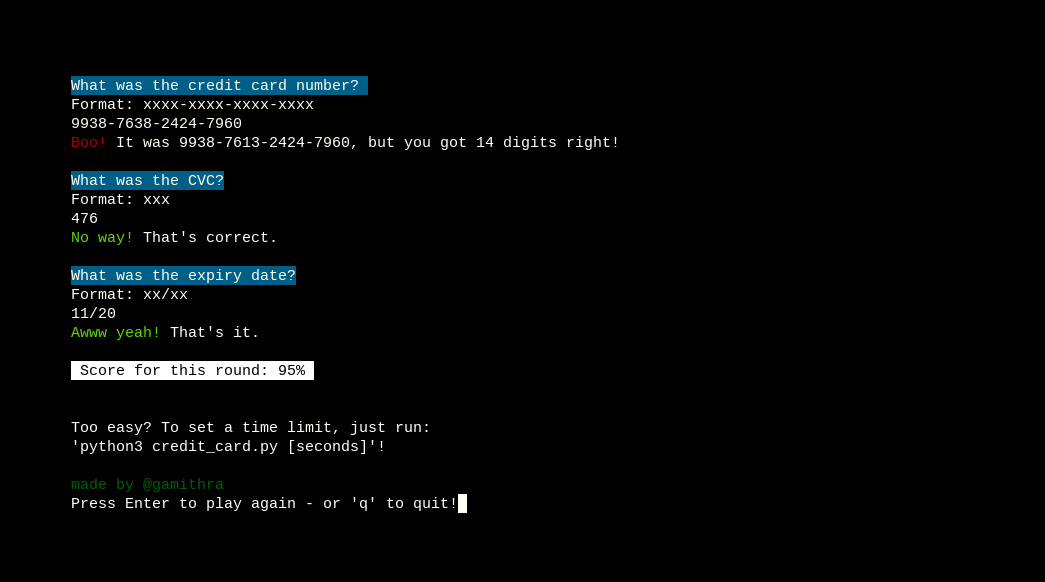 What was the credit card number?
Format: xxxx-xxxx-xxxx-xxxx
9938-7638-2424-7960
Boo! It was 9938-7613-2424-7960, but you got 14 digits right!
What was the CVC?
Format: xxx
476
No way! That's correct.
What was the expiry date?
Format: xx/xx
11/20
Awww yeah! That's it.
Score for this round: 95%
Too easy? To set a time limit, just run:
'python3 credit_card.py [seconds]'!
made by @gamithra
Press Enter to play again - or 'q' to quit!